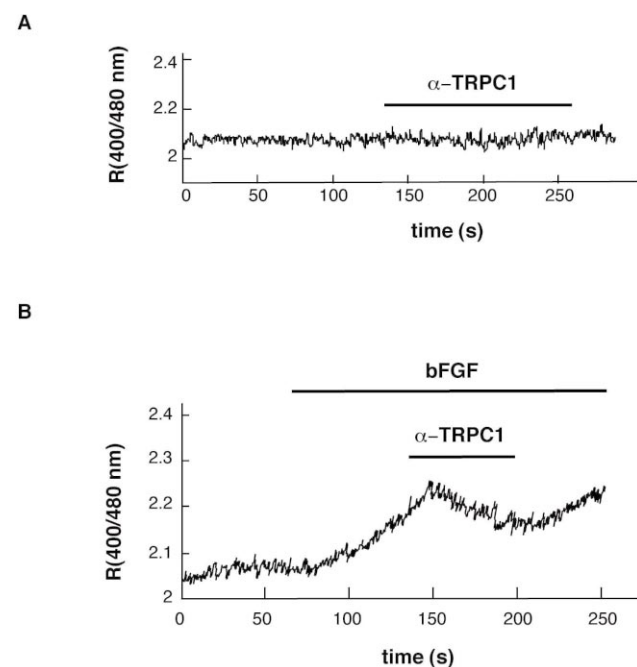 A
R(400/480 nm)
2.4
2.2
2
α-TRPC1
0 50 100 150 200 250
time (s)
B
R(400/480 nm)
bFGF
2.4
α-TRPC1
2.3
2.2
2.1
2
0 50 100 150 200 250
time (s)